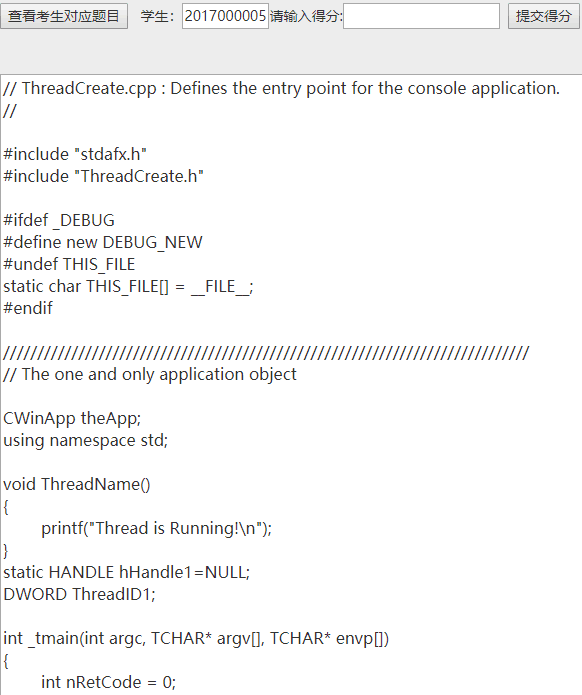 查看考生对应题目 学生： 2017000005 请输入得分: 提交得分
// ThreadCreate.cpp : Defines the entry point for the console application.
//
#include "stdafx.h"
#include "ThreadCreate.h"
#ifdef _DEBUG
#define new DEBUG_NEW
#undef THIS_FILE
static char THIS_FILE[] = __FILE__;
#endif
/////////////////////////////////////////////////////////////////////////////
// The one and only application object
CWinApp theApp;
using namespace std;
void ThreadName()
{
printf("Thread is Running!\n");
}
static HANDLE hHandle1=NULL;
DWORD ThreadID1;
int _tmain(int argc, TCHAR* argv[], TCHAR* envp[])
{
int nRetCode = 0;